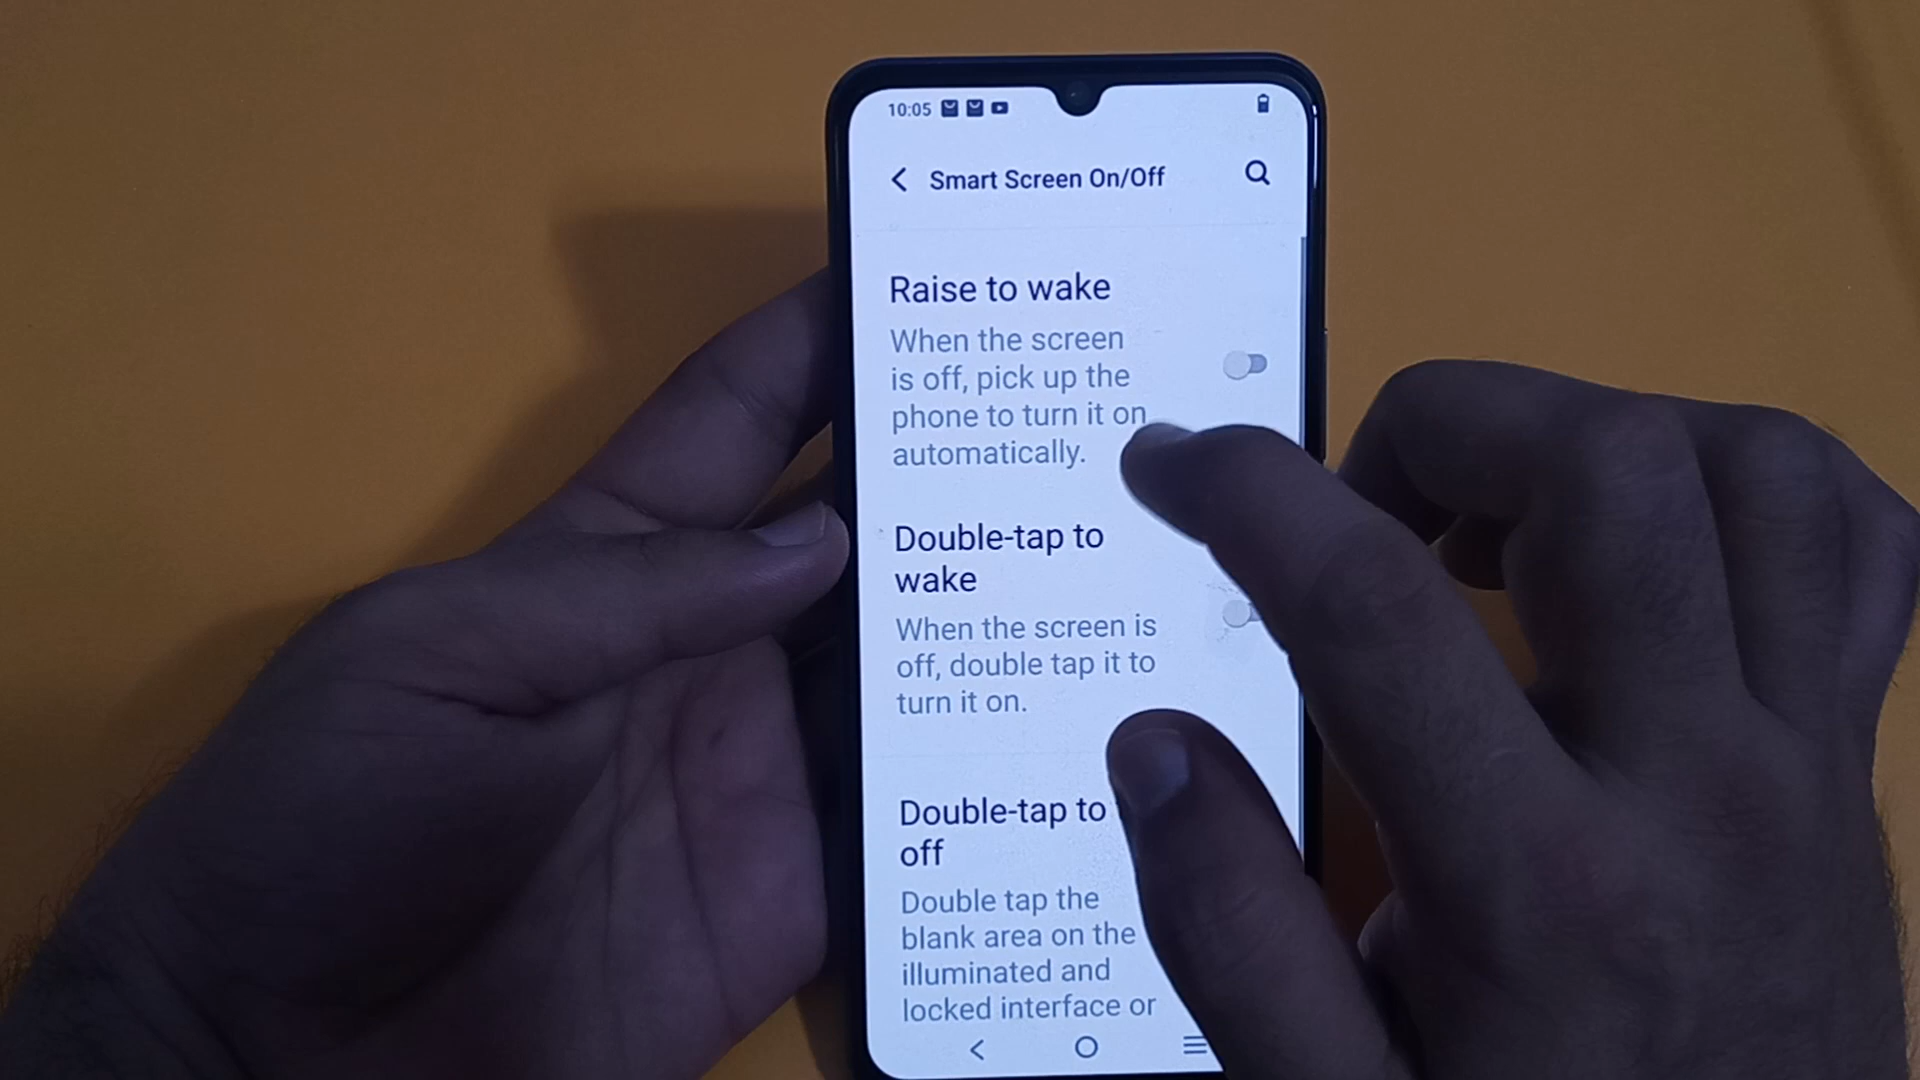 10:05
Smart Screen On/Off
Raise to wake
When the screen
is off, pick up the
phone to turn it on
automatically.
Double-tap to
wake
When the screen is
off, double tap it to
turn it on.
Double-tap to
off
Double tap the
blank area on the
illuminated and
locked interface or